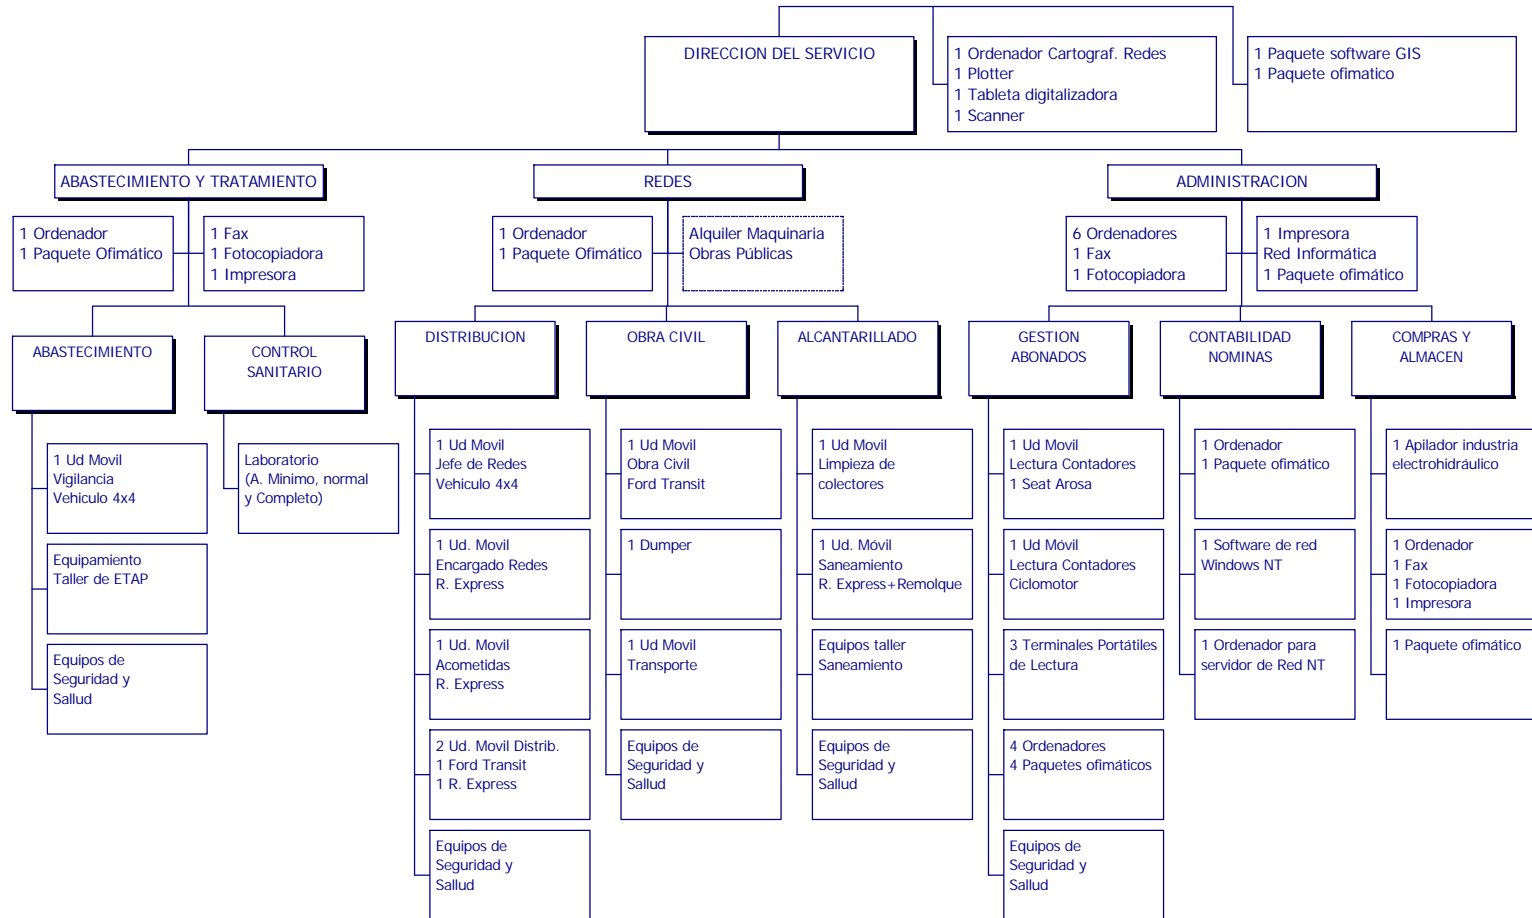 DIRECCION DEL SERVICIO
1 Ordenador Cartograf. Redes
1 Plotter
1 Tableta digitalizadora
1 Scanner
1 Paquete software GIS
1 Paquete ofimatico
ABASTECIMIENTO Y TRATAMIENTO
REDES
ADMINISTRACION
1 Ordenador
1 Paquete Ofimático
1 Fax
1 Fotocopiadora
1 Impresora
1 Ordenador
1 Paquete Ofimático
Alquiler Maquinaria
Obras Públicas
6 Ordenadores
1 Fax
1 Fotocopiadora
1 Impresora
Red Informática
1 Paquete ofimático
ABASTECIMIENTO
CONTROL
SANITARIO
DISTRIBUCION
OBRA CIVIL
ALCANTARILLADO
GESTION
ABONADOS
CONTABILIDAD
NOMINAS
COMPRAS Y
ALMACEN
1 Ud Movil
Vigilancia
Vehiculo 4x4
Equipamiento
Taller de ETAP
Equipos de
Seguridad y
Sallud
Laboratorio
(A. Minimo, normal
y Completo)
1 Ud Movil
Jefe de Redes
Vehiculo 4x4
1 Ud. Movil
Encargado Redes
R. Express
1 Ud. Movil
Acometidas
R. Express
2 Ud. Movil Distrib.
1 Ford Transit
1 R. Express
Equipos de
Seguridad y
Sallud
1 Ud Movil
Obra Civil
Ford Transit
1 Dumper
1 Ud Movil
Transporte
Equipos de
Seguridad y
Sallud
1 Ud Movil
Limpieza de
colectores
1 Ud. Móvil
Saneamiento
R. Express+Remolque
Equipos taller
Saneamiento
Equipos de
Seguridad y
Sallud
1 Ud Movil
Lectura Contadores
1 Seat Arosa
1 Ud Móvil
Lectura Contadores
Ciclomotor
3 Terminales Portátiles
de Lectura
4 Ordenadores
4 Paquetes ofimáticos
Equipos de
Seguridad y
Sallud
1 Ordenador
1 Paquete ofimático
1 Software de red
Windows NT
1 Ordenador para
servidor de Red NT
1 Apilador industria
electrohidráulico
1 Ordenador
1 Fax
1 Fotocopiadora
1 Impresora
1 Paquete ofimático